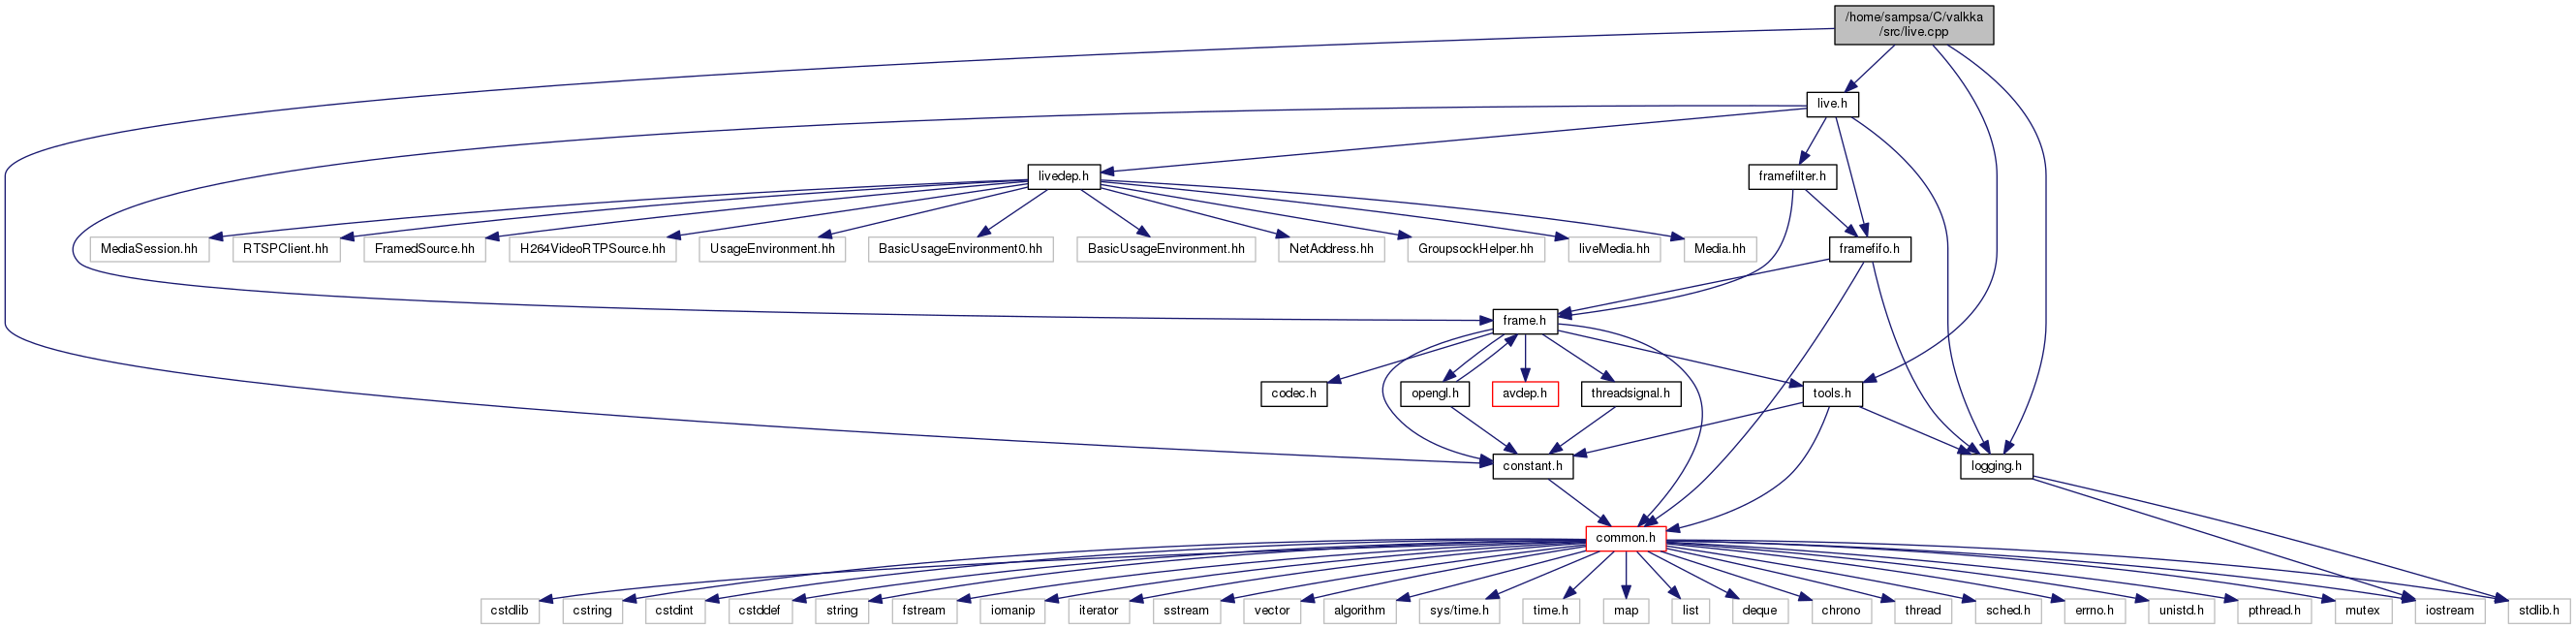 /home/sampsa/C/valkka
/src/live.cpp
live.h
livedep.h
framefilter.h
MediaSession.hh
RTSPClient.hh
FramedSource.hh
H264VideoRTPSource.hh
UsageEnvironment.hh
BasicUsageEnvironment0.hh
BasicUsageEnvironment.hh
NetAddress.hh
GroupsockHelper.hh
liveMedia.hh
Media.hh
framefifo.h
frame.h
codec.h
opengl.h
avdep.h
threadsignal.h
tools.h
constant.h
logging.h
common.h
cstdlib
cstring
cstdint
cstddef
string
fstream
iomanip
iterator
sstream
vector
algorithm
sys/time.h
time.h
map
list
deque
chrono
thread
sched.h
errno.h
unistd.h
pthread.h
mutex
iostream
stdlib.h